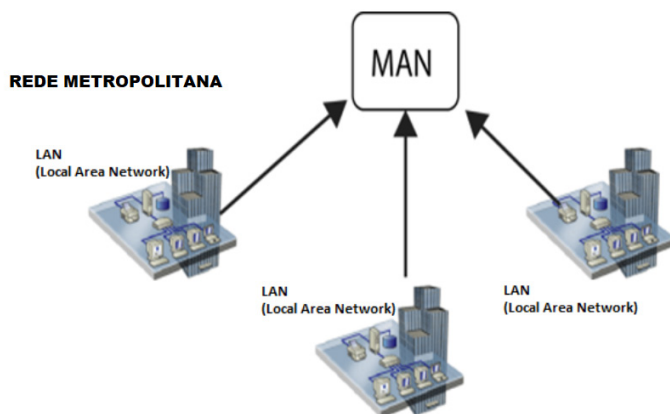 MAN
REDE METROPOLITANA
LAN
(Local Area Network)
LAN
(Local Area Network)
LAN
(Local Area Network)